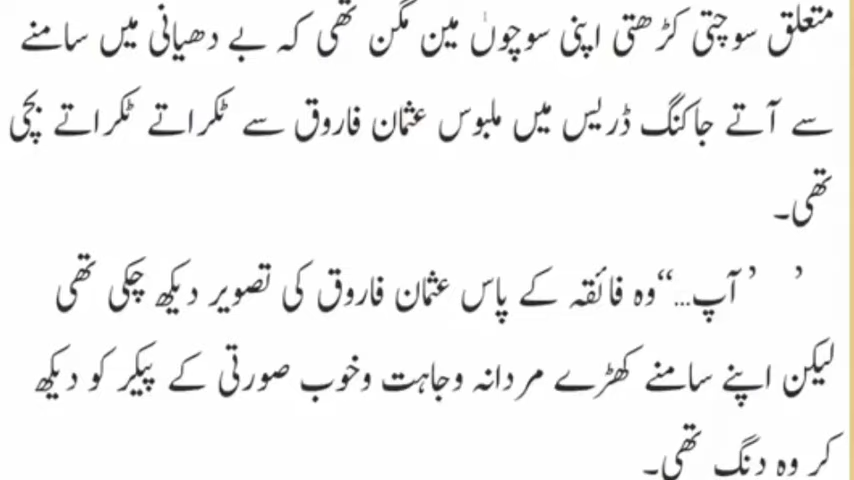 متعلق سوچتی کڑھتی اپنی سوچوں مین مگن تھی کہ بے دھیانی میں سامنے
سے آتے جاکنگ ڈریس میں ملبوس عثمان فاروق سے ٹکراتے ٹکراتے بچی
تھی۔
’ ’آپ...“وہ فائقہ کے پاس عثمان فاروق کی تصویر دیکھ چکی تھی
لیکن اپنے سامنے کھڑے مردانہ وجاہت وخوب صورتی کے پیکر کو دیکھ
کر وہ دنگ تھی۔